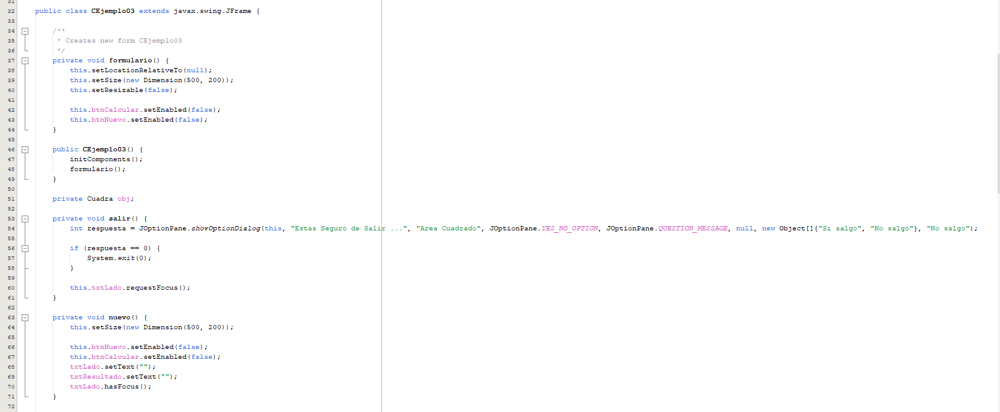 31
32 public class CEjemplo03 extends javax.swing.JFrame {
33
34 /**
35 * Creates new form CEjemplo03
36 */
37 private void formulario() {
38 this.setLocationRelativeTo(null);
39 this.setSize(new Dimension(500, 200));
40 this.setResizable(false);
41
42 this.btnCalcular.setEnabled(false);
43 this.btnNuevo.setEnabled(false);
44 }
45
46 public CEjemplo03() {
47 initComponents();
48 formulario();
49 }
50
51 private Cuadra obj;
52
53 private void salir() {
54 int respuesta = JOptionPane.showOptionDialog(this, "Estas Seguro de Salir ...", "Area Cuadrado", JOptionPane.YES_NO_OPTION, JOptionPane.QUESTION_MESSAGE, null, new Object[]{"Si salgo", "No salgo"}, "No salgo");
55
56 if (respuesta == 0) {
57 System.exit(0);
58 }
59
60 this.txtLado.requestFocus();
61 }
62
63 private void nuevo() {
64 this.setSize(new Dimension(500, 200));
65
66 this.btnNuevo.setEnabled(false);
67 this.btnCalcular.setEnabled(false);
68 txtLado.setText("");
69 txtResultado.setText("");
70 txtLado.hasFocus();
71 }
72